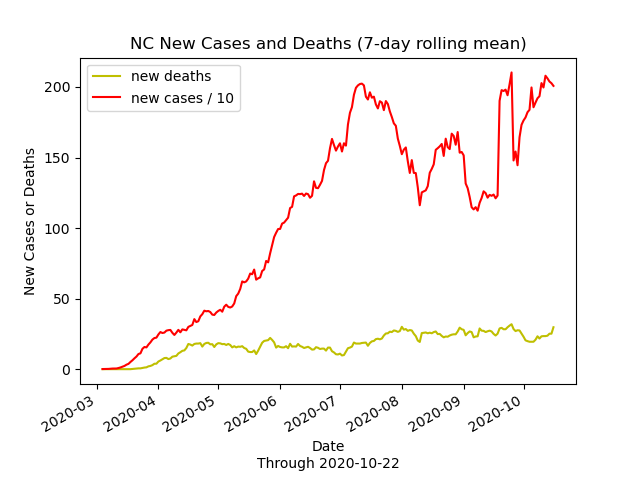 NC New Cases and Deaths (7-day rolling mean)
new deaths
new cases / 10
New Cases or Deaths
200
150
100
50
0
2020-03
2020-04
2020-05
2020-06
2020-07
2020-08
2020-09
2020-10
Date
Through 2020-10-22